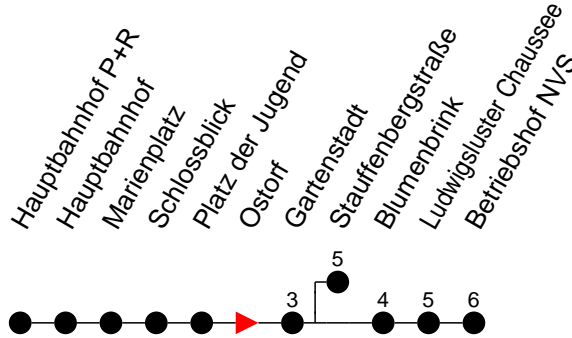 Hauptbahnhof P+R
Hauptbahnhof
Marienplatz
Schlossblick
Platz der Jugend
Ostorf
Gartenstadt
Stauffenbergstraße
Blumenbrink
Ludwigsluster Chaussee
Betriebshof NVS
5
3
4
5
6